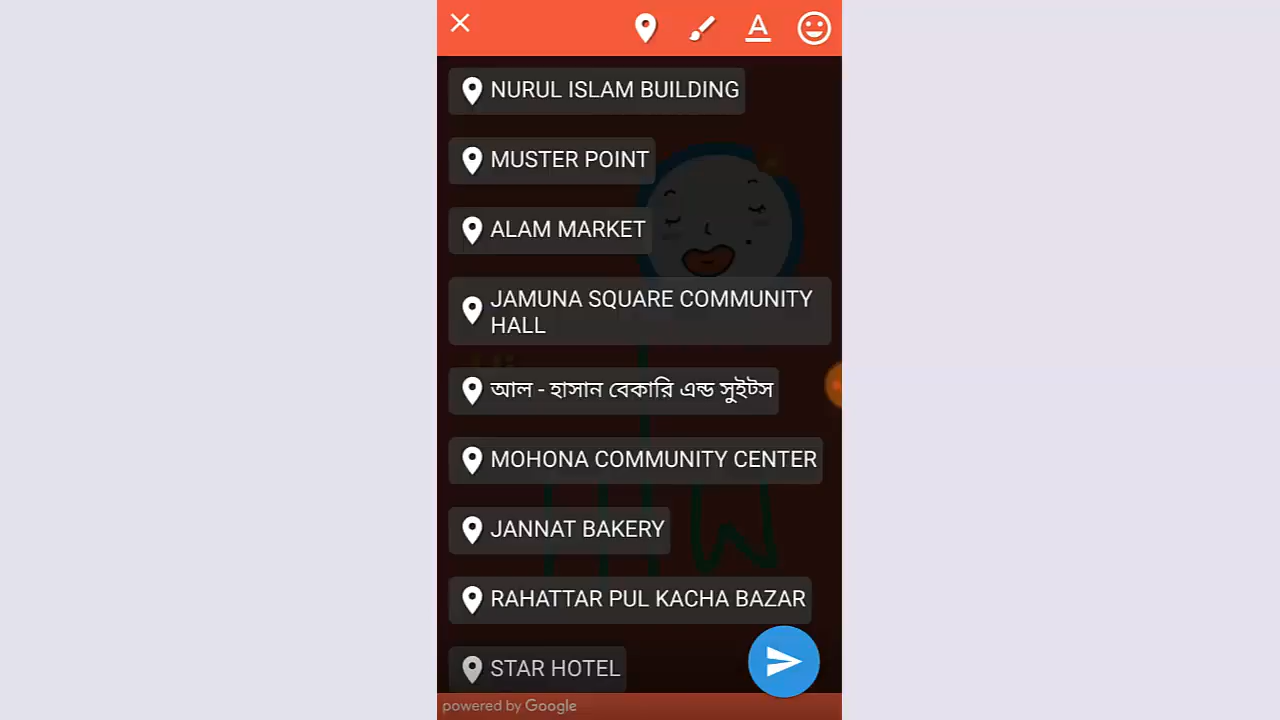 A
NURUL ISLAM BUILDING
MUSTER POINT
ALAM MARKET
JAMUNA SQUARE COMMUNITY
HALL
আল - হাসান বেকারি এন্ড সুইটস
MOHONA COMMUNITY CENTER
JANNAT BAKERY
RAHATTAR PUL KACHA BAZAR
STAR HOTEL
powered by Google